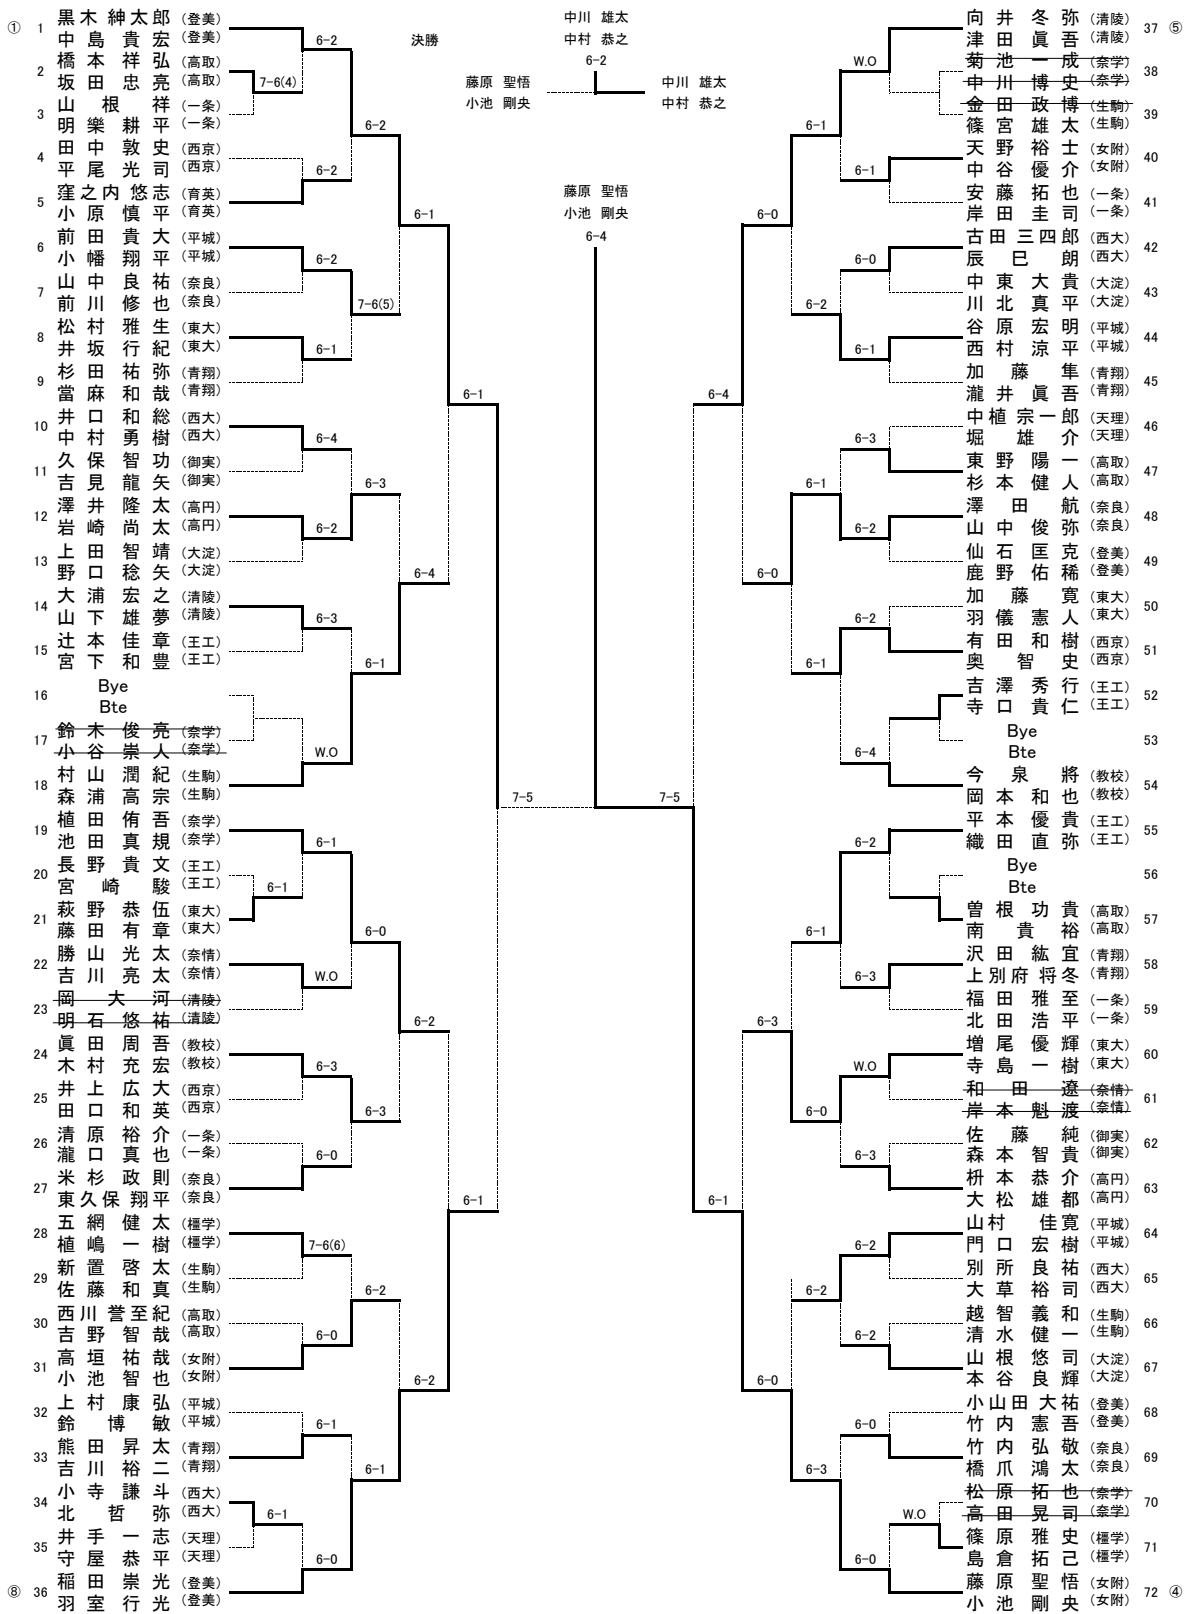 ① 1 黒木紳太郎（登美）
中島貴宏（登美）
2 橋本祥弘（高取）
坂田忠亮（高取）
3 山根祥（一条）
明樂耕平（一条）
4 田中敦史（西京）
平尾光司（西京）
5 窪之内悠志（育英）
小原慎平（育英）
6 前田貴大（平城）
小幡翔平（平城）
7 山中良祐（奈良）
前川修也（奈良）
8 松村雅生（東大）
井坂行紀（東大）
9 杉田祐弥（青翔）
當麻和哉（青翔）
10 井口和総（西大）
中村勇樹（西大）
11 久保智功（御実）
吉見龍矢（御実）
12 澤井隆太（高円）
岩崎尚太（高円）
13 上田智靖（大淀）
野口稔矢（大淀）
14 大浦宏之（清陵）
山下雄夢（清陵）
15 辻本佳章（王工）
宮下和豊（王工）
16 Bye
Bte
17 鈴木俊亮（奈学）
小谷崇人（奈学）
18 村山潤紀（生駒）
森浦高宗（生駒）
19 植田侑吾（奈学）
池田真規（奈学）
20 長野貴文（王工）
宮崎駿（王工）
21 萩野恭伍（東大）
藤田有章（東大）
22 勝山光太（奈情）
吉川亮太（奈情）
23 岡大河（清陵）
明石悠祐（清陵）
24 眞田周吾（教校）
木村充宏（教校）
25 井上広大（西京）
田口和英（西京）
26 清原裕介（一条）
瀧口真也（一条）
27 米杉政則（奈良）
東久保翔平（奈良）
28 五網健太（橿学）
植嶋一樹（橿学）
29 新置啓太（生駒）
佐藤和真（生駒）
30 西川誉至紀（高取）
吉野智哉（高取）
31 高垣祐哉（女附）
小池智也（女附）
32 上村康弘（平城）
鈴博敏（平城）
33 熊田昇太（青翔）
吉川裕二（青翔）
34 小寺謙斗（西大）
北哲弥（西大）
35 井手一志（天理）
守屋恭平（天理）
⑧ 36 稲田崇光（登美）
羽室行光（登美）
6-2
7-6(4)
6-2
6-2
6-1
6-2
7-6(5)
6-1
6-1
6-4
6-3
6-2
6-4
6-3
6-1
W.O
7-5
6-1
6-1
6-0
W.O
6-2
6-3
6-3
6-0
6-1
7-6(6)
6-2
6-0
6-2
6-1
6-1
6-1
6-0
決勝
中川 雄太
中村 恭之
6-2
藤原 聖悟
小池 剛央
中川 雄太
中村 恭之
藤原 聖悟
小池 剛央
6-4
W.O
6-1
6-1
6-0
6-0
6-2
6-1
6-4
6-3
6-1
6-2
6-0
6-2
6-1
6-4
7-5
6-2
6-1
6-3
6-3
W.O
6-0
6-3
6-1
6-2
6-2
6-2
6-0
6-0
6-3
W.O
6-0
向井冬弥（清陵） 37 ⑤
津田眞吾（清陵）
菊池一成（奈学） 38
中川博史（奈学）
金田政博（生駒） 39
篠宮雄太（生駒）
天野裕士（女附） 40
中谷優介（女附）
安藤拓也（一条） 41
岸田圭司（一条）
古田三四郎（西大） 42
辰巳朗（西大）
中東大貴（大淀） 43
川北真平（大淀）
谷原宏明（平城） 44
西村涼平（平城）
加藤隼（青翔） 45
瀧井眞吾（青翔）
中植宗一郎（天理） 46
堀雄介（天理）
東野陽一（高取） 47
杉本健人（高取）
澤田航（奈良） 48
山中俊弥（奈良）
仙石匡克（登美） 49
鹿野佑稀（登美）
加藤寛（東大） 50
羽儀憲人（東大）
有田和樹（西京） 51
奥智史（西京）
吉澤秀行（王工） 52
寺口貴仁（王工）
Bye 53
Bte
今泉將（教校） 54
岡本和也（教校）
平本優貴（王工） 55
織田直弥（王工）
Bye 56
Bte
曽根功貴（高取） 57
南貴裕（高取）
沢田紘宜（青翔） 58
上別府将冬（青翔）
福田雅至（一条） 59
北田浩平（一条）
増尾優輝（東大） 60
寺島一樹（東大）
和田遼（奈情） 61
岸本魁渡（奈情）
佐藤純（御実） 62
森本智貴（御実）
枡本恭介（高円） 63
大松雄都（高円）
山村佳寛（平城） 64
門口宏樹（平城）
別所良祐（西大） 65
大草裕司（西大）
越智義和（生駒） 66
清水健一（生駒）
山根悠司（大淀） 67
本谷良輝（大淀）
小山田大祐（登美） 68
竹内憲吾（登美）
竹内弘敬（奈良） 69
橋爪鴻太（奈良）
松原拓也（奈学） 70
高田晃司（奈学）
篠原雅史（橿学） 71
島倉拓己（橿学）
藤原聖悟（女附） 72 ④
小池剛央（女附）